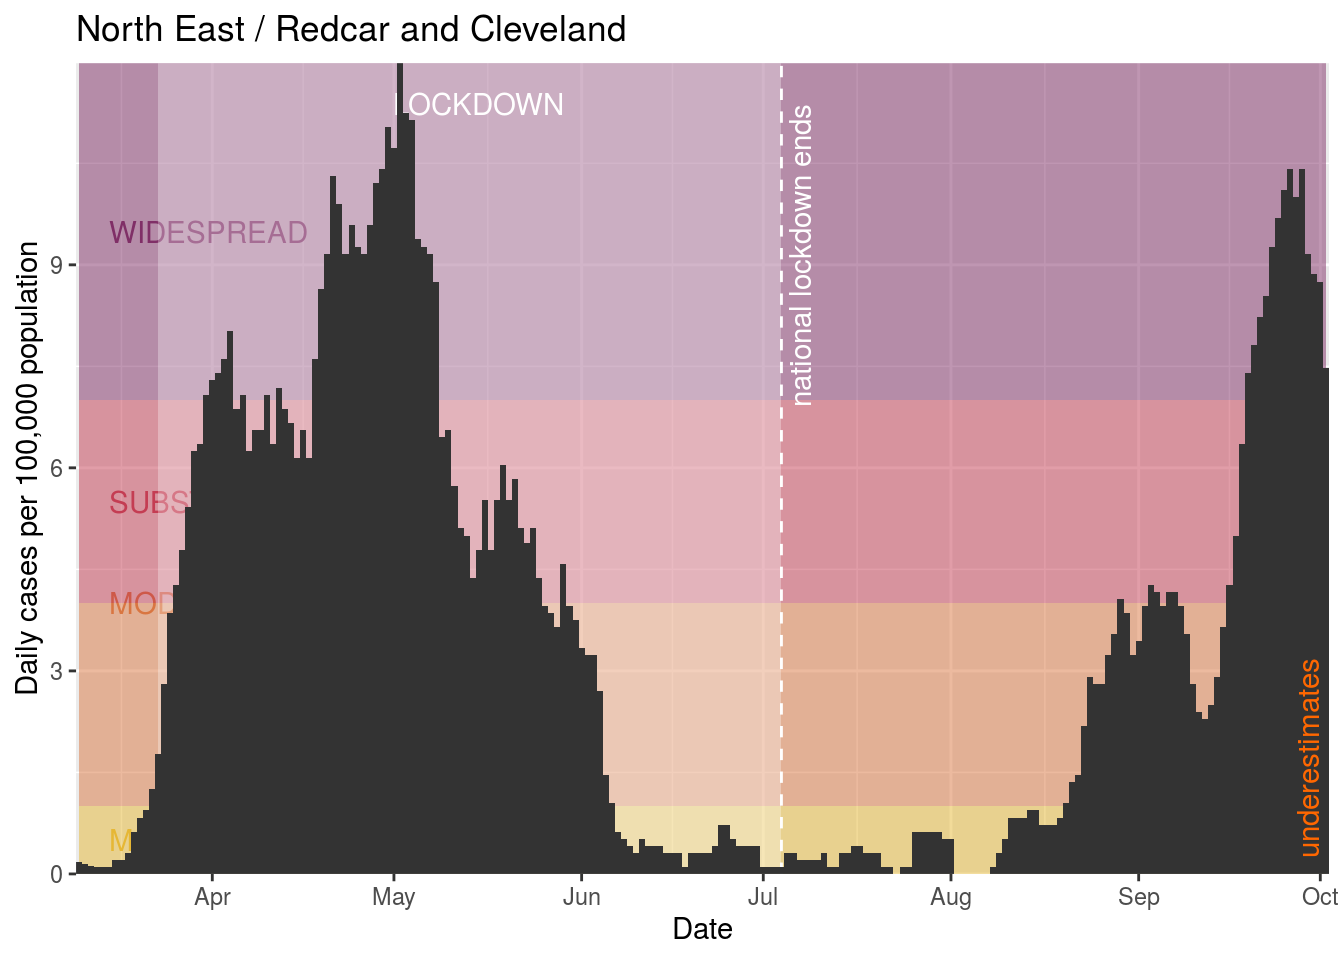 North East / Redcar and Cleveland
LOCKDOWN
WIDESPREAD
national lockdown ends
Daily cases per 100,000 population
9
6
3
0
underestimates
Apr
May
Jun
Jul
Aug
Sep
Oct
Date